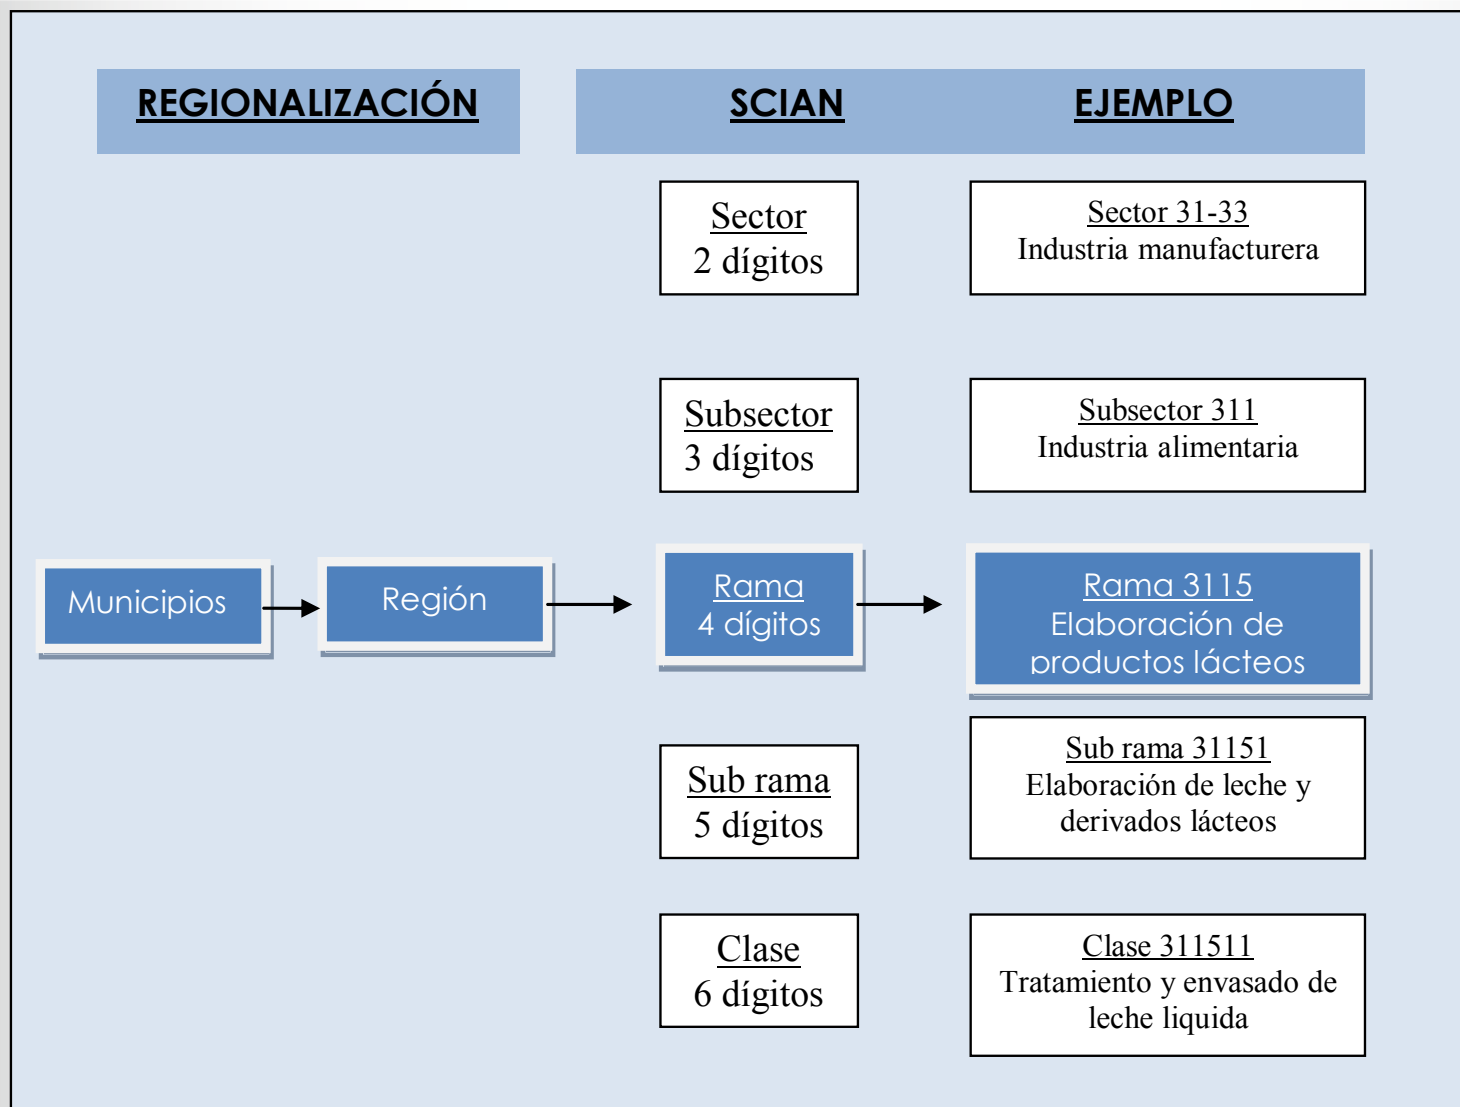 REGIONALIZACIÓN
SCIAN
EJEMPLO
Sector
2 dígitos
Sector 31-33
Industria manufacturera
Subsector
3 dígitos
Subsector 311
Industria alimentaria
Municipios
Región
Rama
4 dígitos
Rama 3115
Elaboración de
productos lácteos
Sub rama
5 dígitos
Sub rama 31151
Elaboración de leche y
derivados lácteos
Clase
6 dígitos
Clase 311511
Tratamiento y envasado de
leche liquida